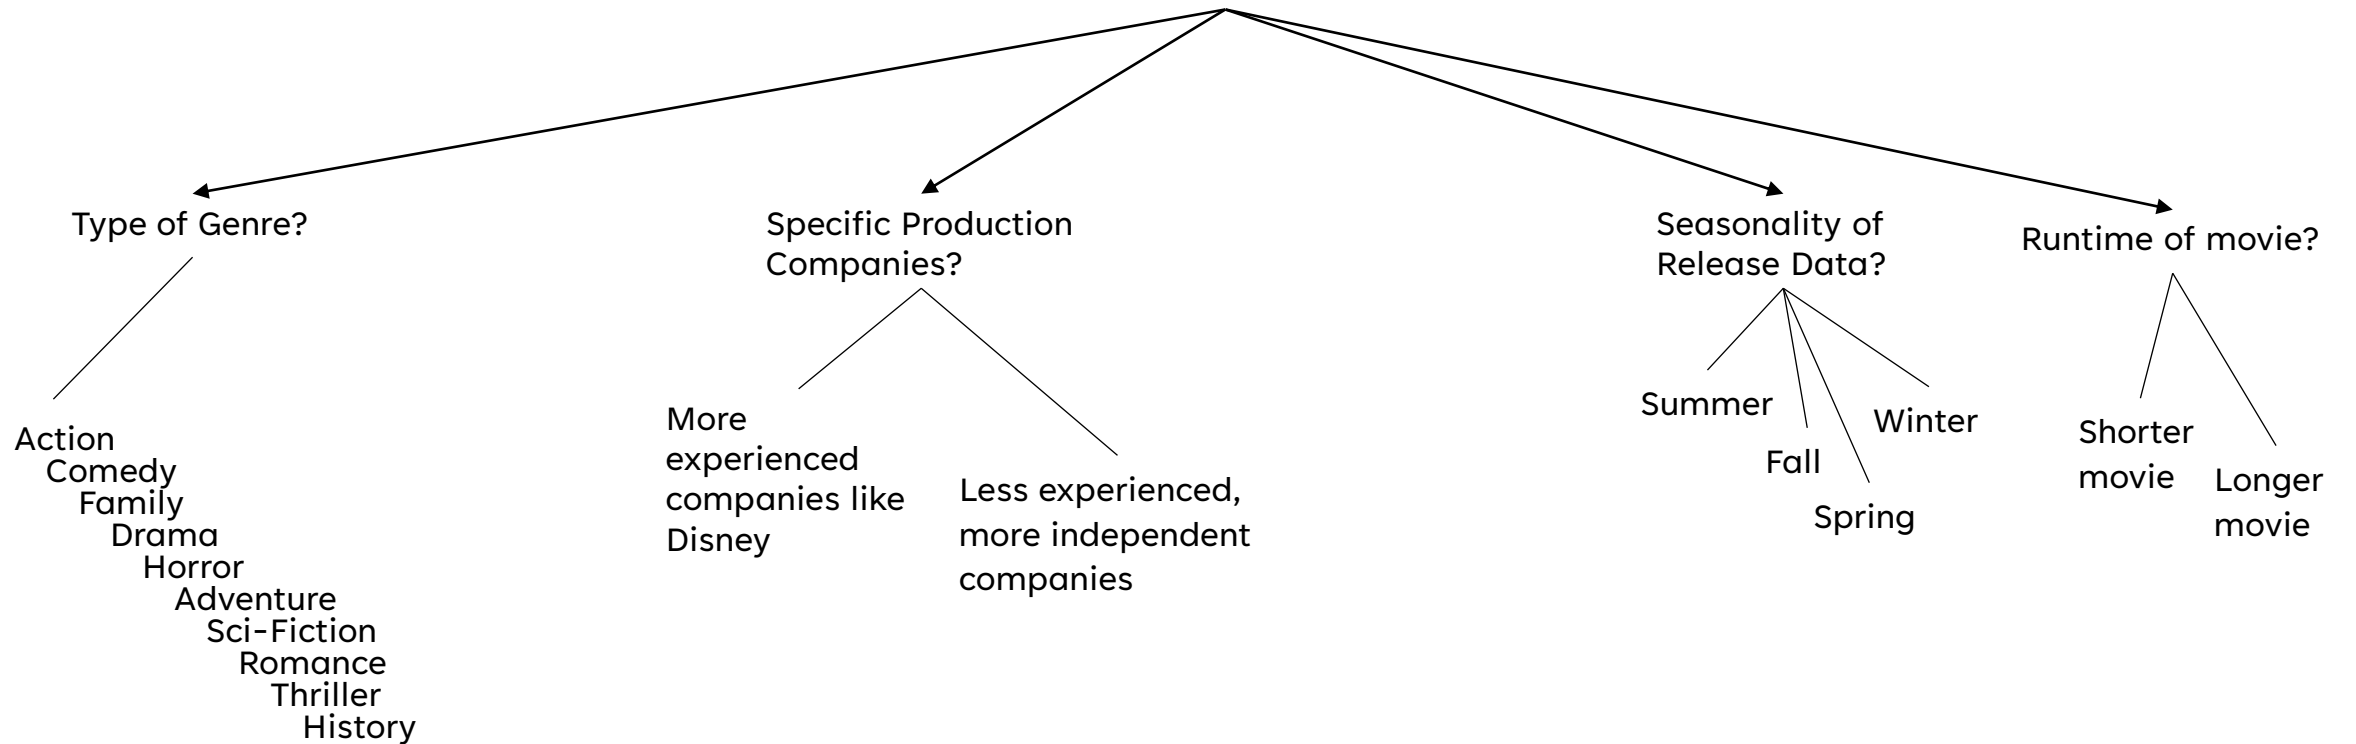 Type of Genre?
Action
Comedy
Family
Drama
Horror
Adventure
Sci-Fiction
Romance
Thriller
History
Specific Production
Companies?
More
experienced
companies like
Disney
Less experienced,
more independent
companies
Seasonality of
Release Data?
Summer
Fall
Spring
Winter
Runtime of movie?
Shorter
movie
Longer
movie